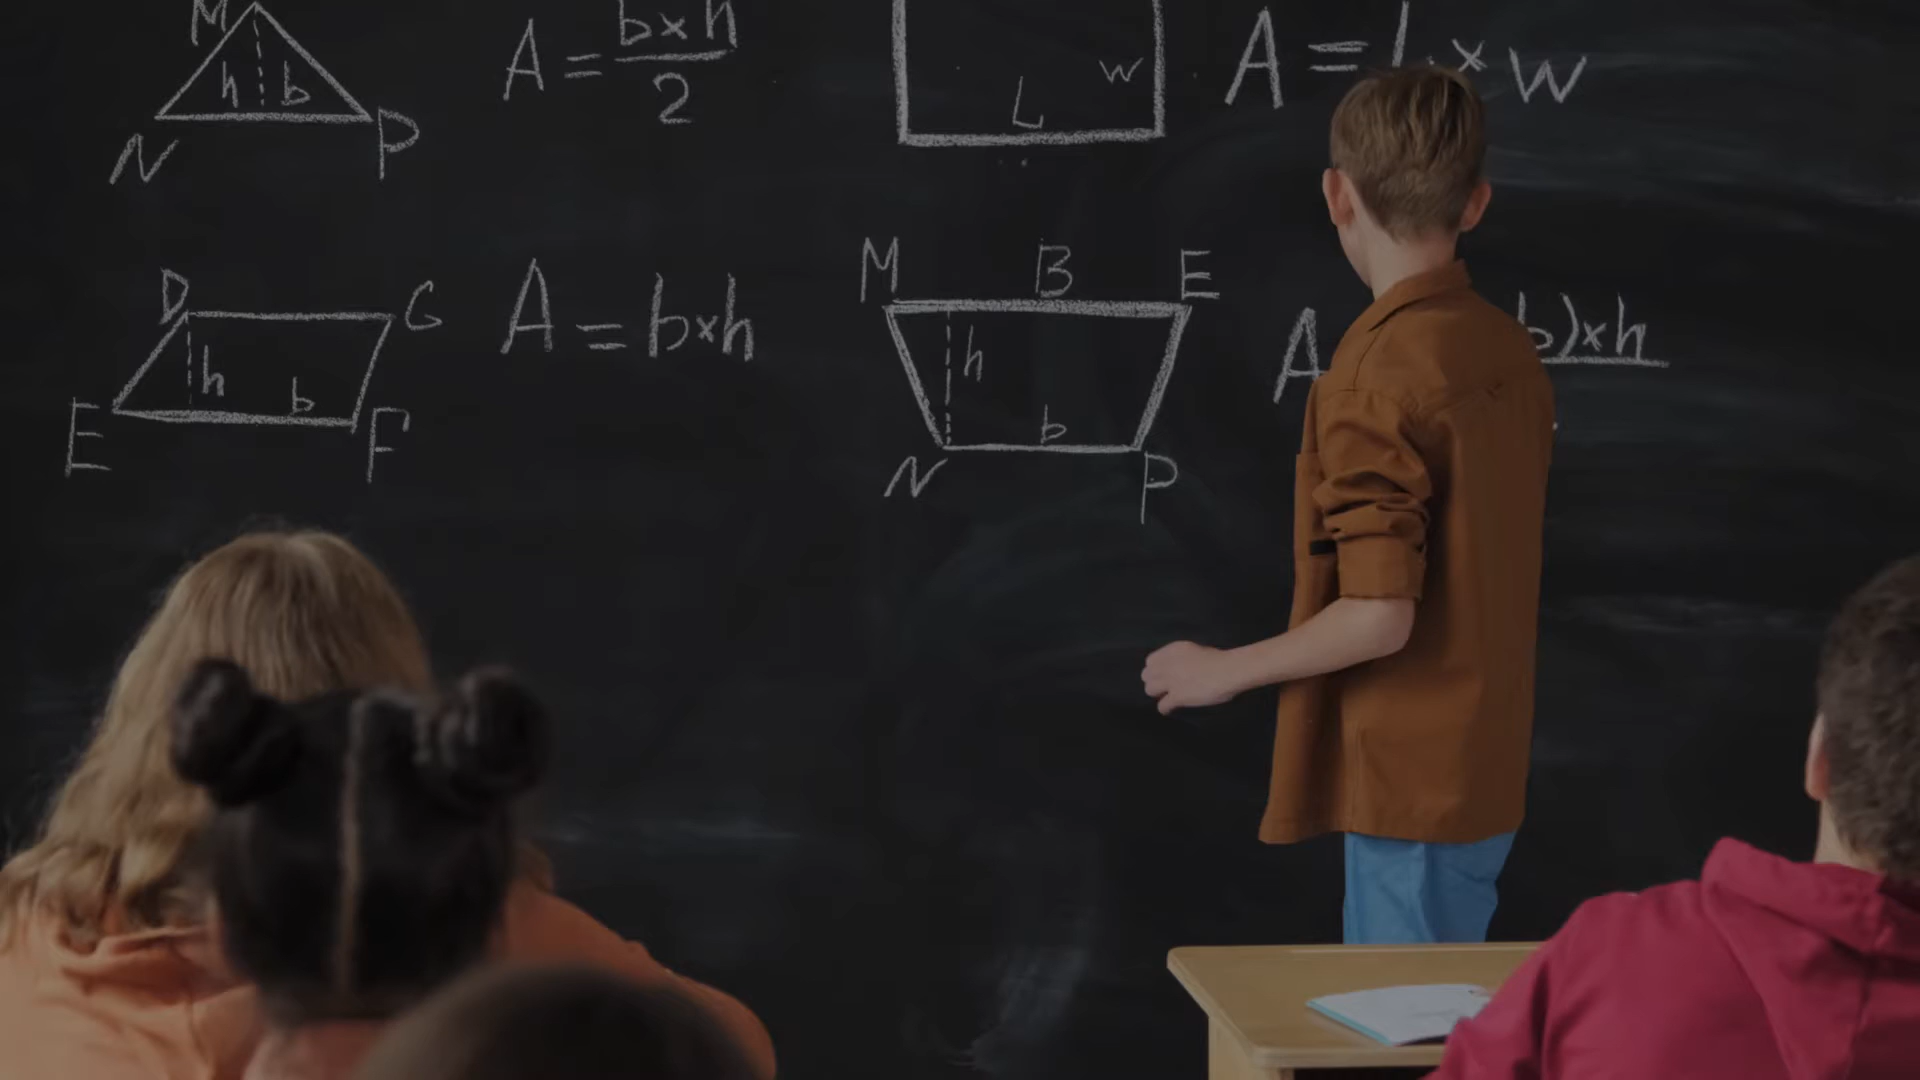 M
h b
N P
A = b×h
2
L w
A = L × w
D G
h b
E F
A = b×h
M B E
h
b
N P
A b)×h